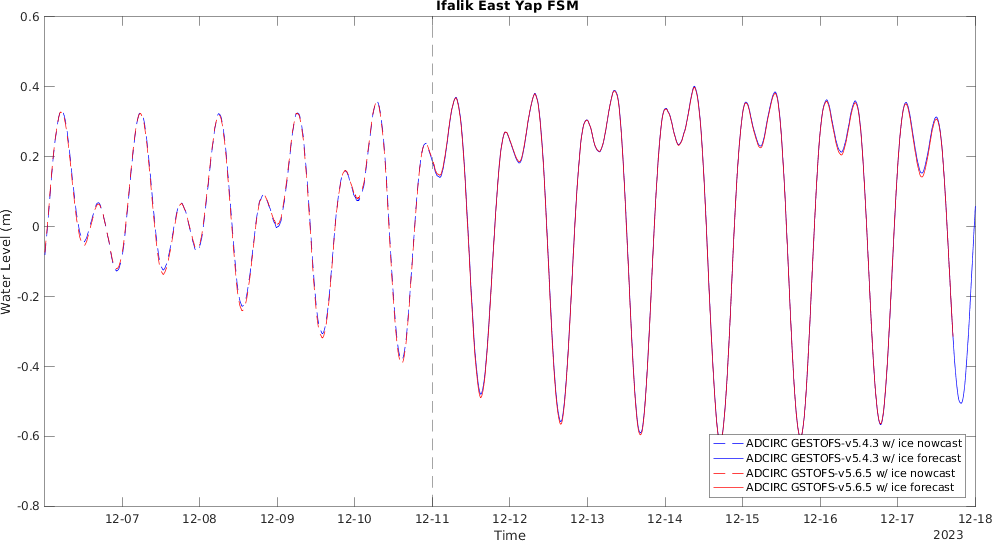 Ifalik East Yap FSM
Water Level (m)
0.6
0.4
0.2
0
-0.2
-0.4
-0.6
-0.8
ADCIRC GESTOFS-v5.4.3 w/ ice nowcast
ADCIRC GESTOFS-v5.4.3 w/ ice forecast
ADCIRC GSTOFS-v5.6.5 w/ ice nowcast
ADCIRC GSTOFS-v5.6.5 w/ ice forecast
12-07 12-08 12-09 12-10 12-11 12-12 12-13 12-14 12-15 12-16 12-17 12-18
Time
2023